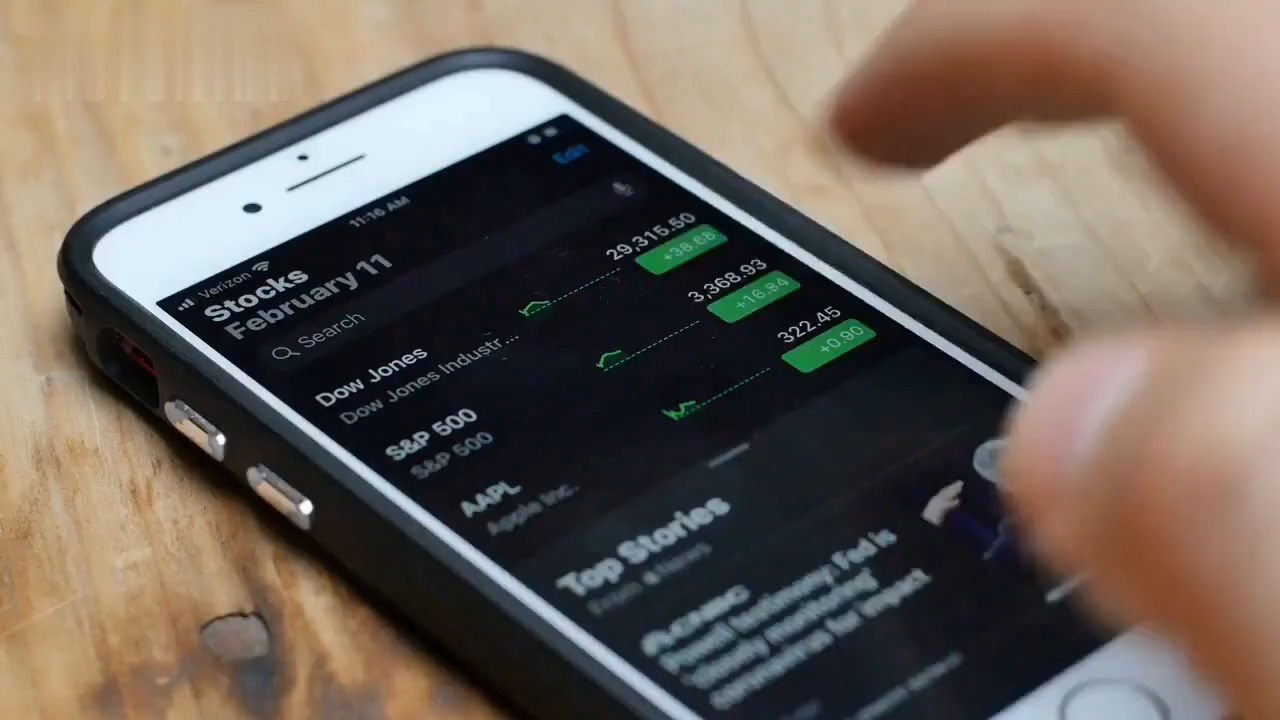 Verizon 11:16 AM
Edit
Stocks
February 11
Search
Dow Jones 29,315.50
Dow Jones Industr... +38.68
S&P 500 3,368.93
S&P 500 +16.84
AAPL 322.45
Apple Inc. +0.90
Top Stories
From News
CNBC
Powell testimony: Fed is
'closely monitoring'
coronavirus for impact